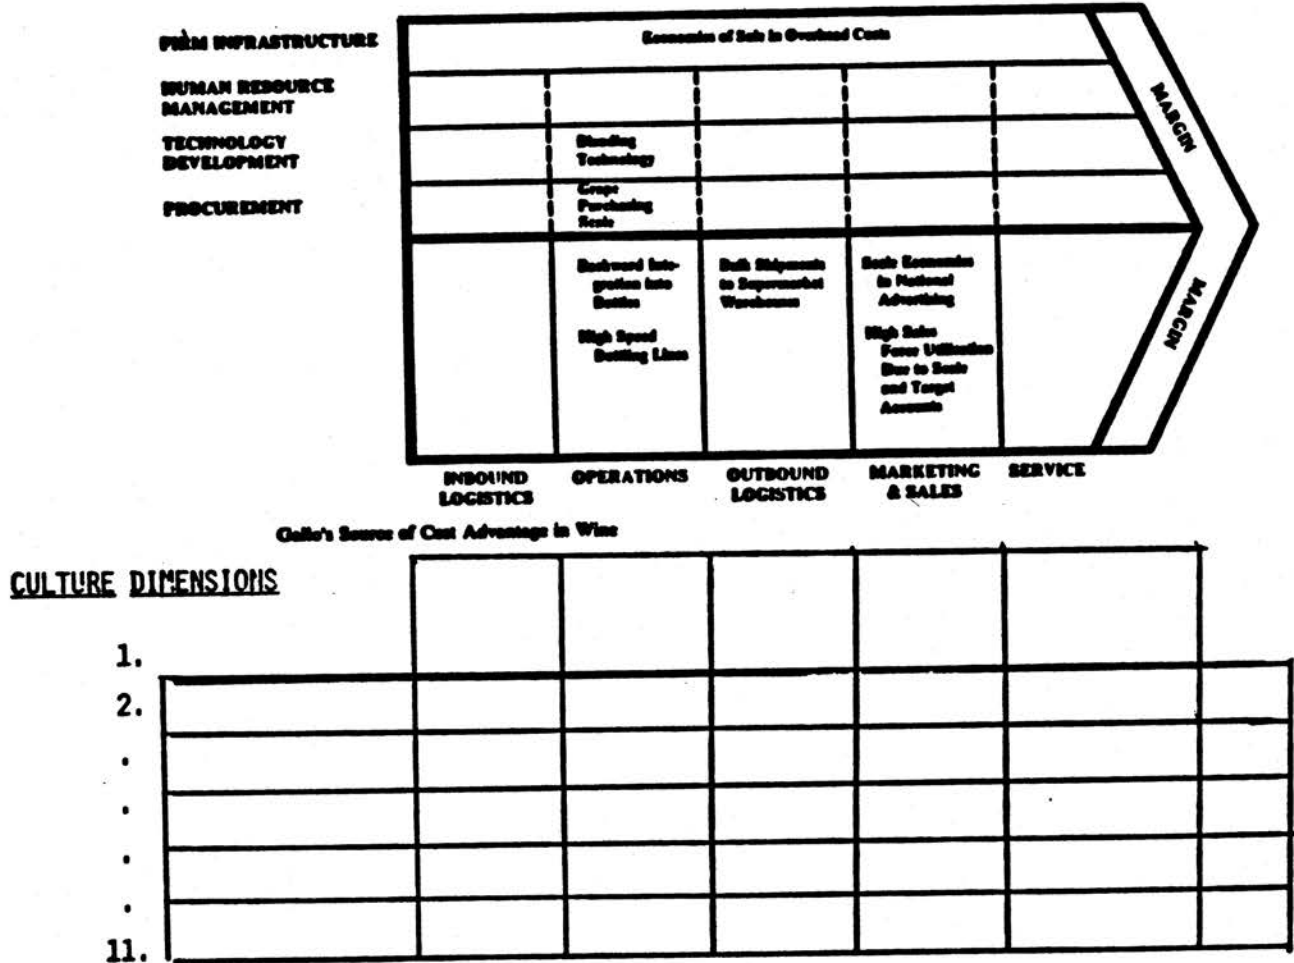 FIRM INFRASTRUCTURE
Economies of Sale in Overhead Costs
HUMAN RESOURCE
MANAGEMENT
TECHNOLOGY
DEVELOPMENT
Blending
Technology
PROCUREMENT
Grape
Purchasing
Scale
Backward Inte-
gration into
Bottles
High Speed
Bottling Lines
Bulk Shipments
to Supermarket
Warehouses
Scale Economies
in National
Advertising
High Sales
Force Utilization
Due to Scale
and Target
Accounts
MARGIN
MARGIN
INBOUND
LOGISTICS
OPERATIONS
OUTBOUND
LOGISTICS
MARKETING
& SALES
SERVICE
Gallo's Source of Cost Advantage in Wine
CULTURE DIMENSIONS
1.
2.
.
.
.
.
11.